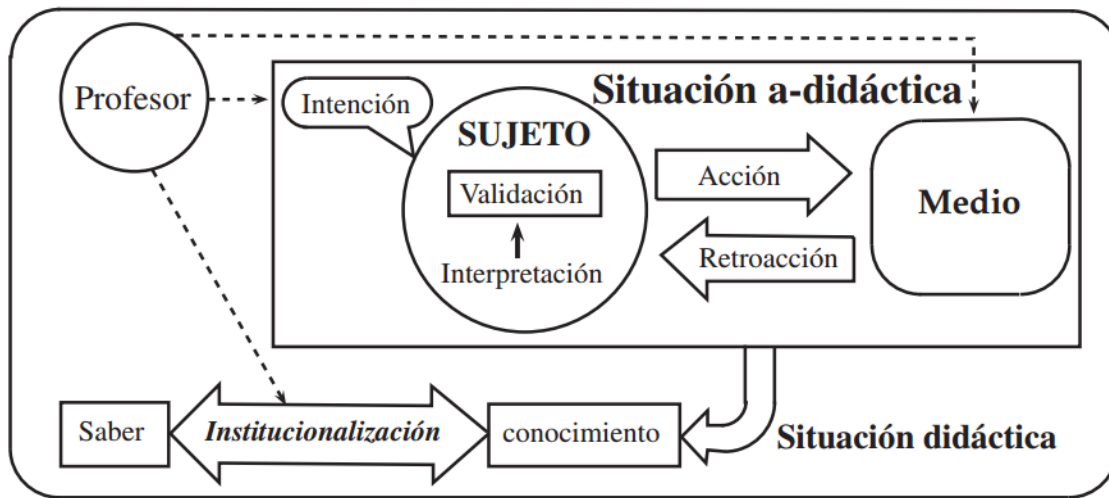 Profesor
Situación a-didáctica
Intención
SUJETO
Validación
Interpretación
Acción
Retroacción
Medio
Saber
Institucionalización
conocimiento
Situación didáctica